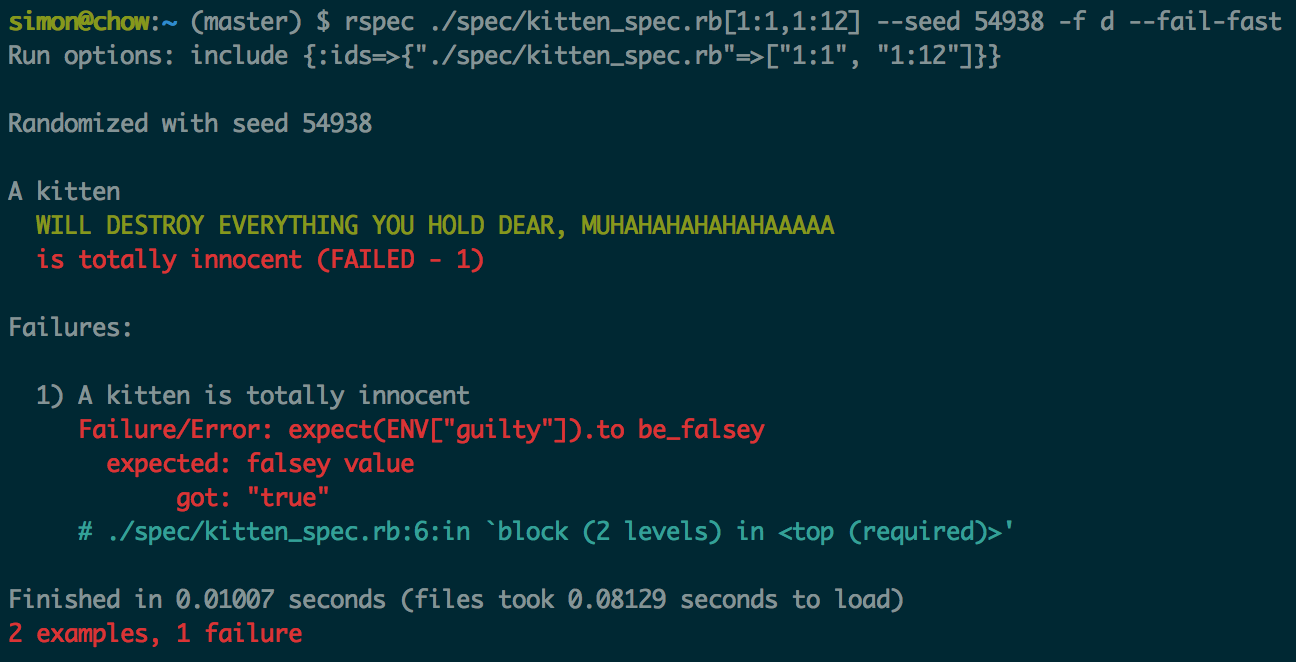 simon@chow:~ (master) $ rspec ./spec/kitten_spec.rb[1:1,1:12] --seed 54938 -f d --fail-fast
Run options: include {:ids=>{"./spec/kitten_spec.rb"=>["1:1", "1:12"]}}
Randomized with seed 54938
A kitten
WILL DESTROY EVERYTHING YOU HOLD DEAR, MUHAHAHAHAHAHAAAAA
is totally innocent (FAILED - 1)
Failures:
1) A kitten is totally innocent
Failure/Error: expect(ENV["guilty"]).to be_falsey
expected: falsey value
got: "true"
# ./spec/kitten_spec.rb:6:in `block (2 levels) in <top (required)>'
Finished in 0.01007 seconds (files took 0.08129 seconds to load)
2 examples, 1 failure